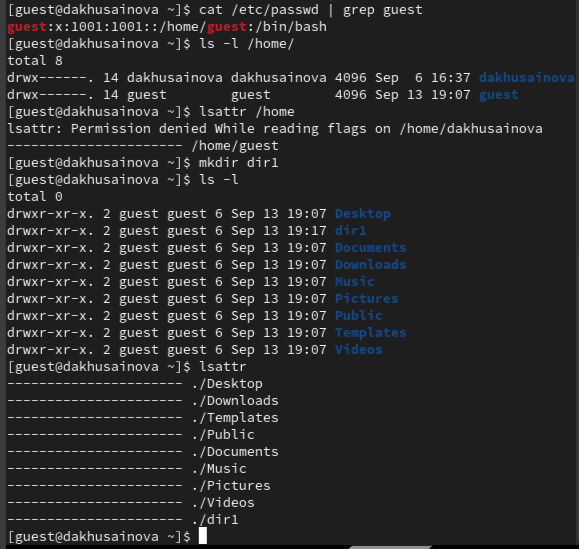 [guest@dakhusainova ~]$ cat /etc/passwd | grep guest
guest:x:1001:1001::/home/guest:/bin/bash
[guest@dakhusainova ~]$ ls -l /home/
total 8
drwx------. 14 dakhusainova dakhusainova 4096 Sep  6 16:37 dakhusainova
drwx------. 14 guest        guest        4096 Sep 13 19:07 guest
[guest@dakhusainova ~]$ lsattr /home
lsattr: Permission denied While reading flags on /home/dakhusainova
---------------------- /home/guest
[guest@dakhusainova ~]$ mkdir dir1
[guest@dakhusainova ~]$ ls -l
total 0
drwxr-xr-x. 2 guest guest 6 Sep 13 19:07 Desktop
drwxr-xr-x. 2 guest guest 6 Sep 13 19:17 dir1
drwxr-xr-x. 2 guest guest 6 Sep 13 19:07 Documents
drwxr-xr-x. 2 guest guest 6 Sep 13 19:07 Downloads
drwxr-xr-x. 2 guest guest 6 Sep 13 19:07 Music
drwxr-xr-x. 2 guest guest 6 Sep 13 19:07 Pictures
drwxr-xr-x. 2 guest guest 6 Sep 13 19:07 Public
drwxr-xr-x. 2 guest guest 6 Sep 13 19:07 Templates
drwxr-xr-x. 2 guest guest 6 Sep 13 19:07 Videos
[guest@dakhusainova ~]$ lsattr
---------------------- ./Desktop
---------------------- ./Downloads
---------------------- ./Templates
---------------------- ./Public
---------------------- ./Documents
---------------------- ./Music
---------------------- ./Pictures
---------------------- ./Videos
---------------------- ./dir1
[guest@dakhusainova ~]$